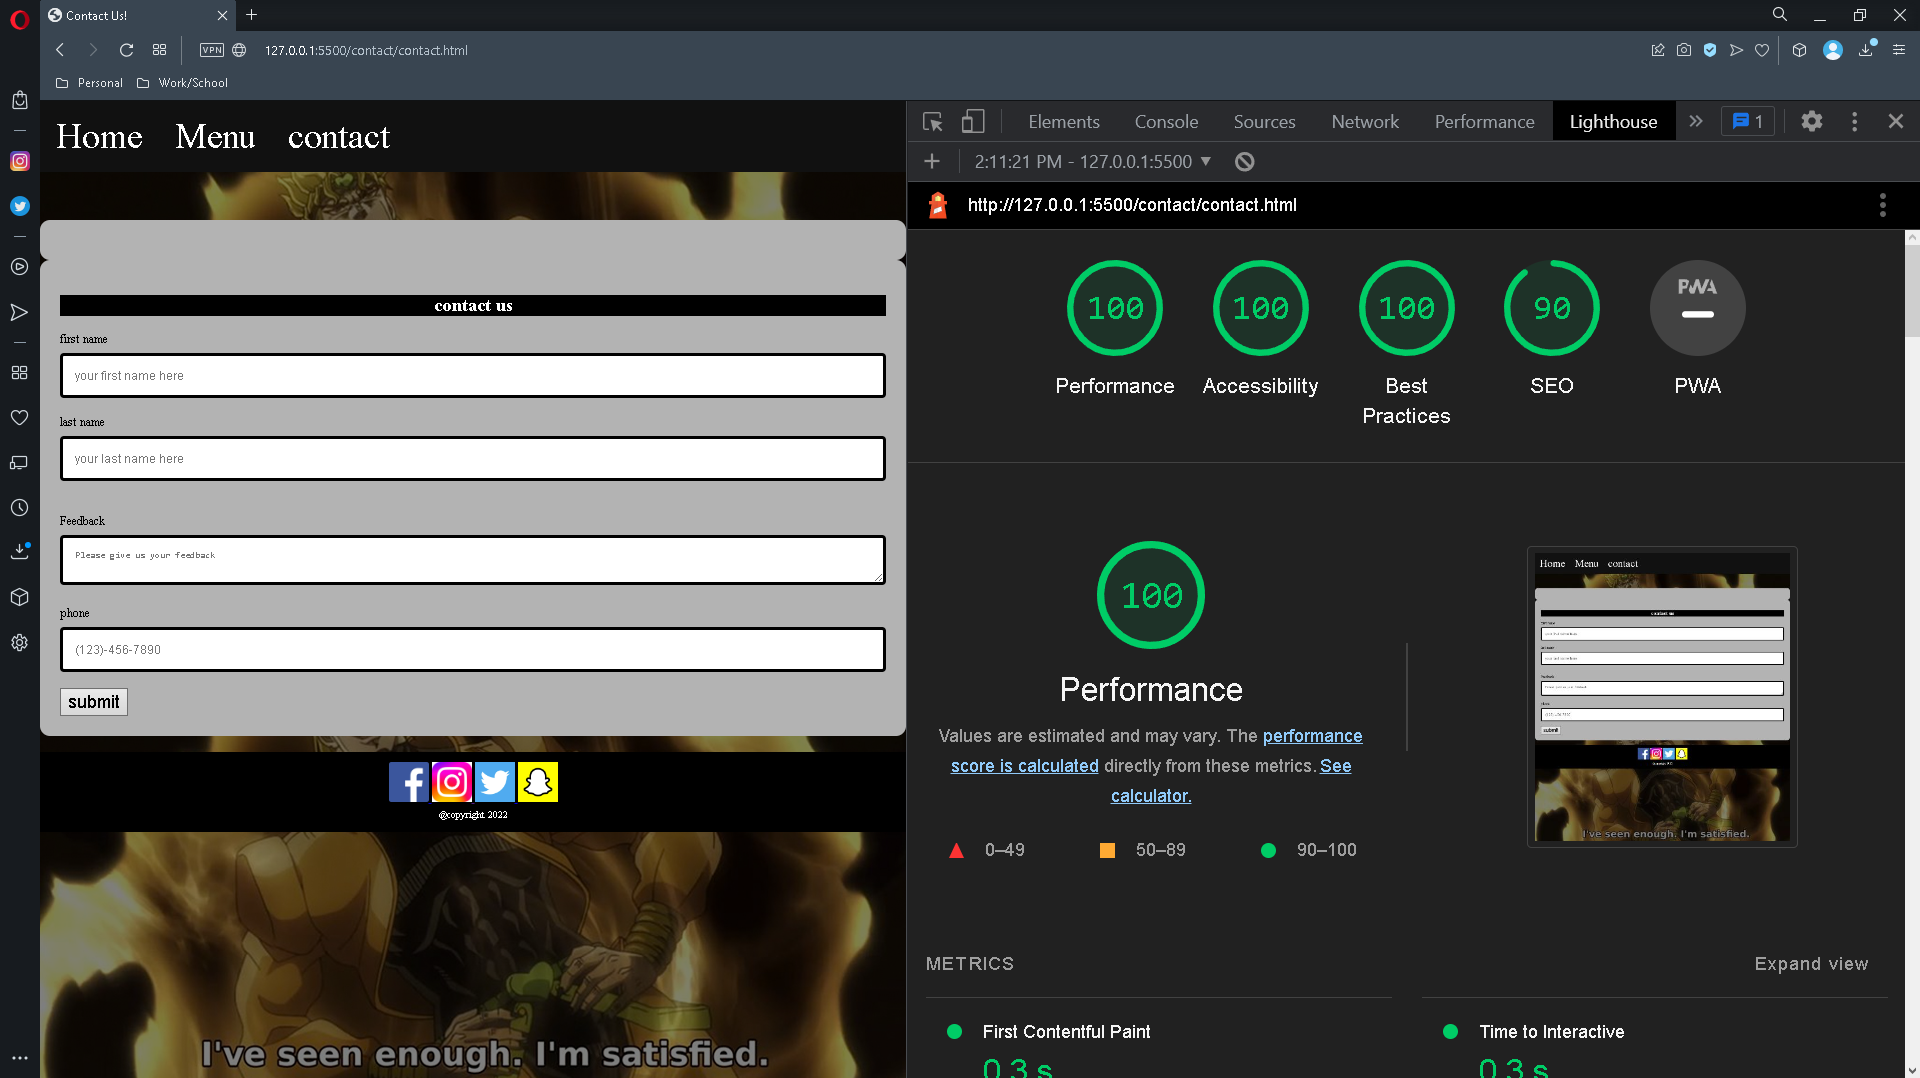 Contact Us!
VPN
127.0.0.1:5500/contact/contact.html
Personal
Work/School
Home Menu contact
contact us
first name
your first name here
last name
your last name here
Feedback
Please give us your feedback
phone
(123)-456-7890
submit
@copyright 2022
I've seen enough. I'm satisfied.
Elements Console Sources Network Performance Lighthouse 1
2:11:21 PM - 127.0.0.1:5500
http://127.0.0.1:5500/contact/contact.html
100 100 100 90 PWA
Performance Accessibility Best Practices SEO PWA
100
Performance
Values are estimated and may vary. The performance
score is calculated directly from these metrics. See
calculator.
0–49 50–89 90–100
Home Menu contact
submit
I've seen enough. I'm satisfied.
METRICS
Expand view
First Contentful Paint
0.3 s
Time to Interactive
0.3 s